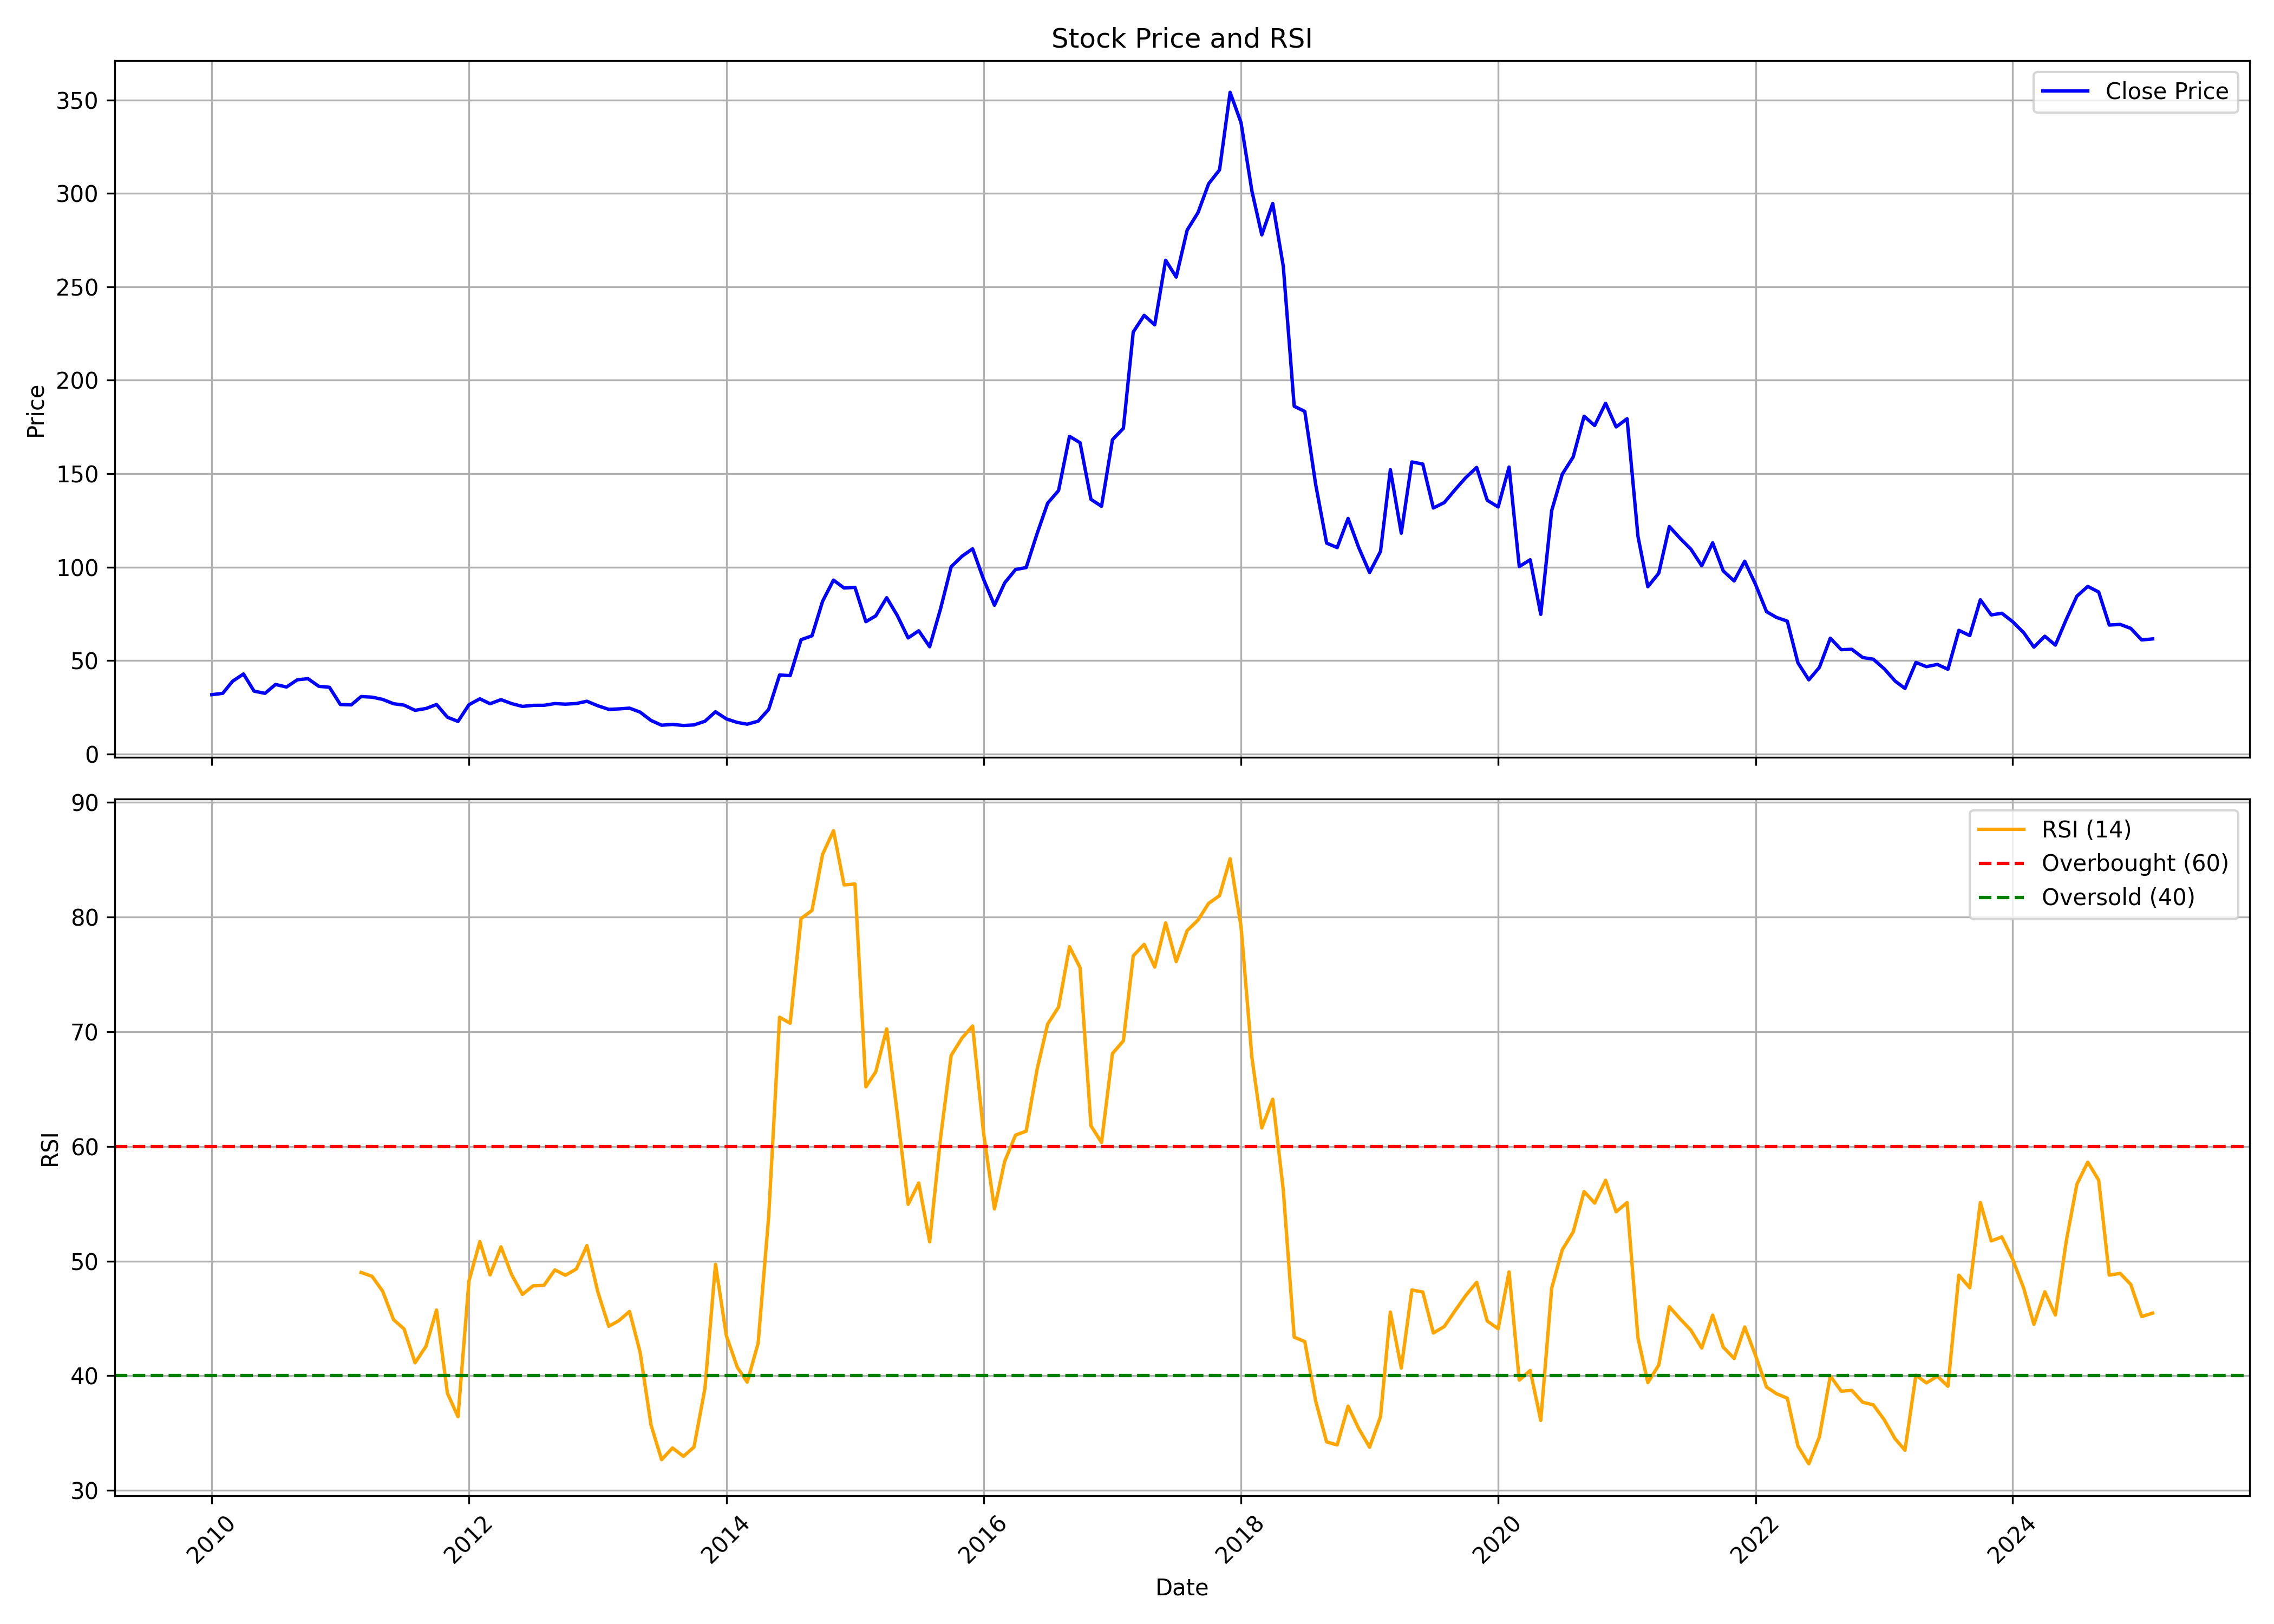 Stock Price and RSI
350
300
250
200
150
100
50
0
Price
Close Price
90
80
70
60
50
40
30
RSI
RSI (14)
Overbought (60)
Oversold (40)
2010
2012
2014
2016
2018
2020
2022
2024
Date